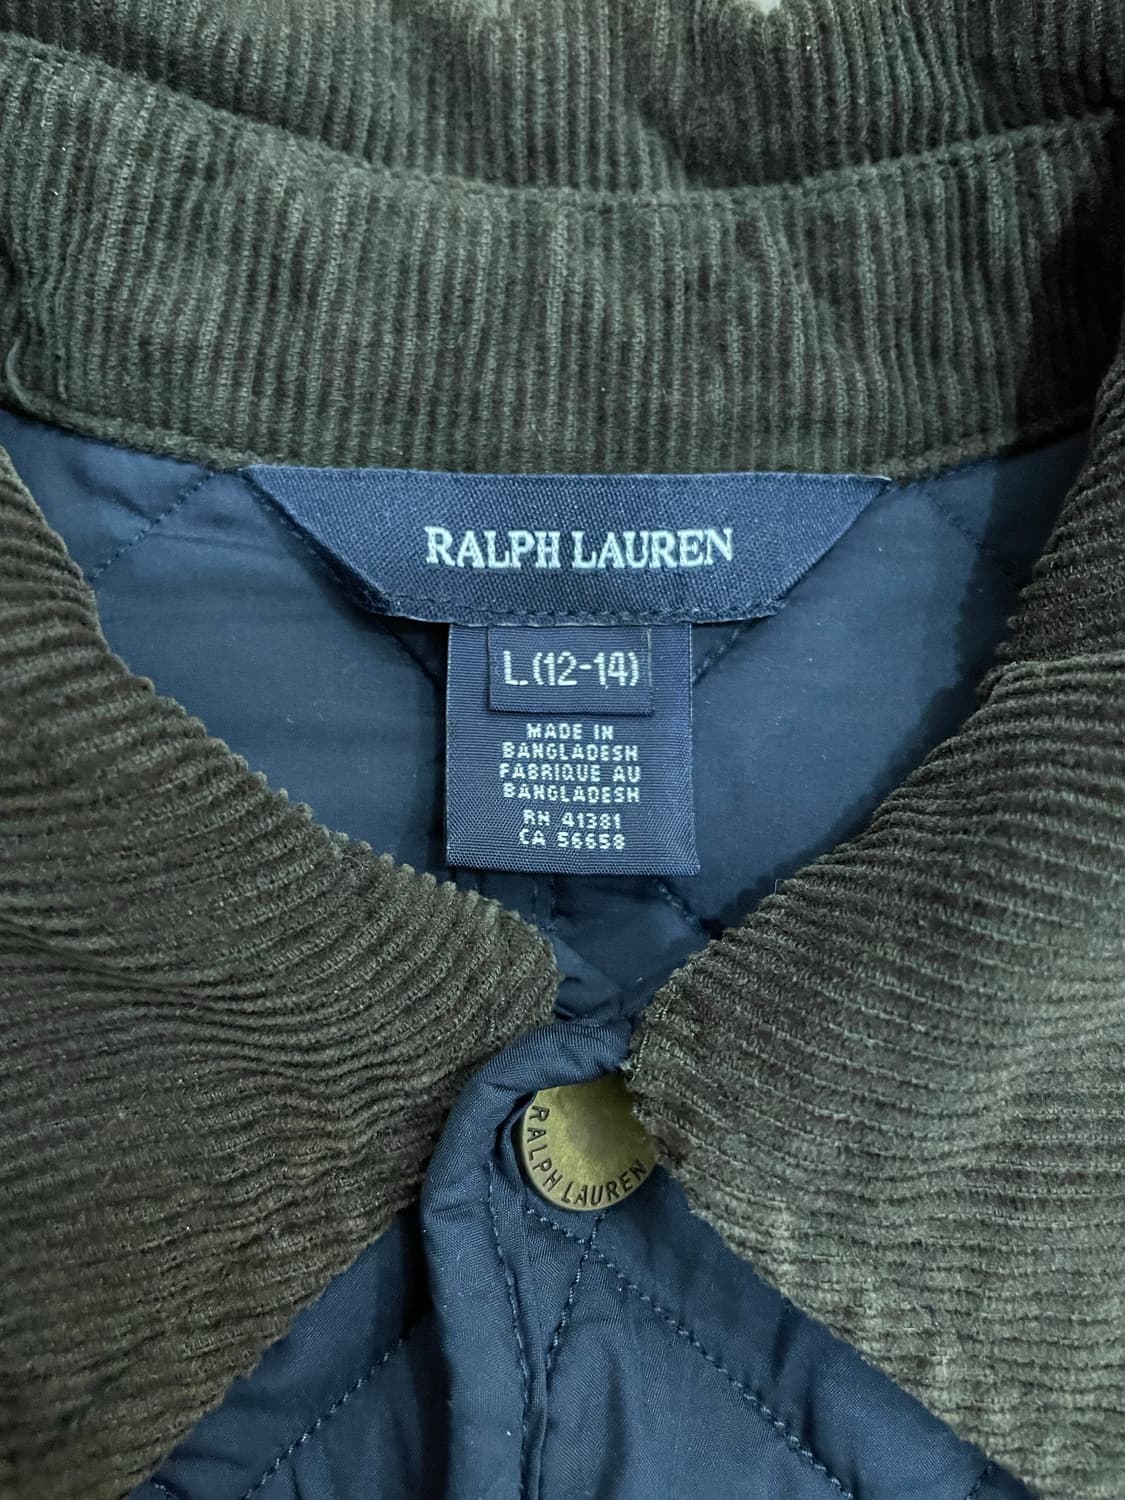 RALPH LAUREN
L (12-14)
MADE IN
BANGLADESH
FABRIQUE AU
BANGLADESH
RN 41381
CA 56658
RALPH LAUREN